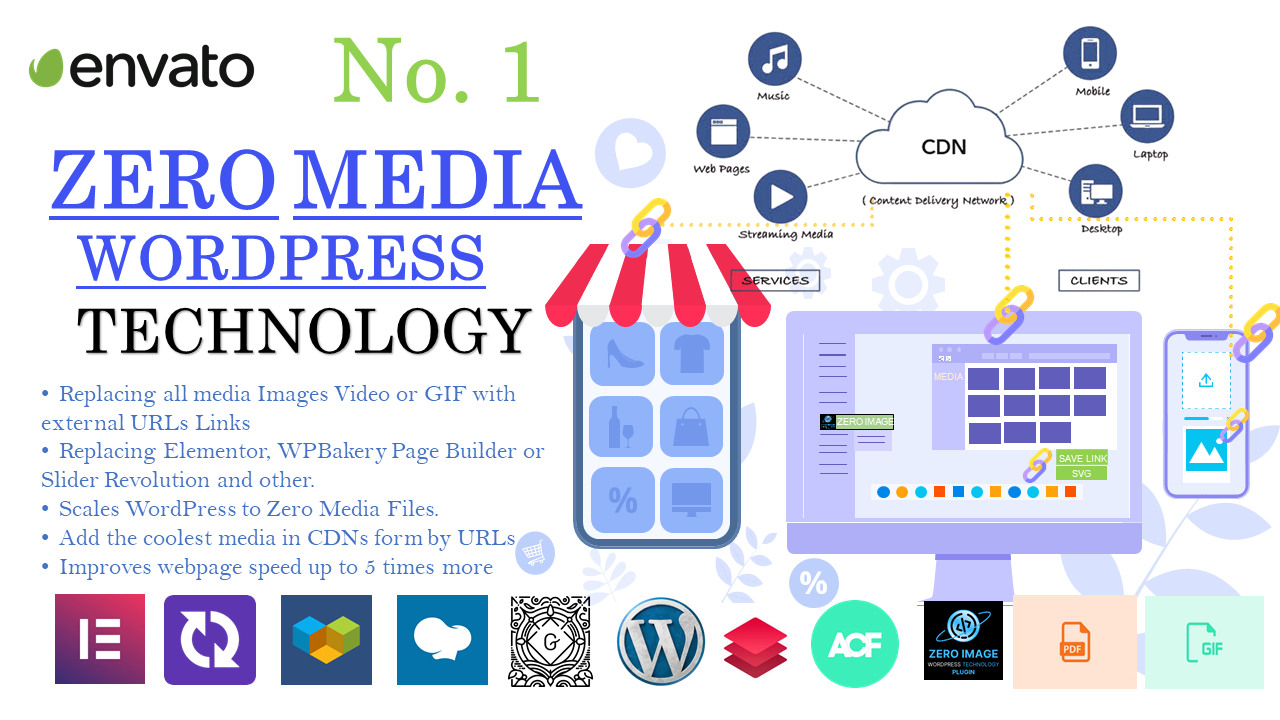 envato
No. 1
ZERO MEDIA
WORDPRESS
TECHNOLOGY
• Replacing all media Images Video or GIF with
external URLs Links
• Replacing Elementor, WPBakery Page Builder or
Slider Revolution and other.
• Scales WordPress to Zero Media Files.
• Add the coolest media in CDNs form by URLs
• Improves webpage speed up to 5 times more
Music
Web Pages
Streaming Media
CDN
( Content Delivery Network )
Mobile
Laptop
Desktop
SERVICES
CLIENTS
%
MEDIA
ZERO IMAGE
SAVE LINK
SVG
%
G
W
ACF
ZERO IMAGE
WORDPRESS TECHNOLOGY
PLUGIN
PDF
GIF